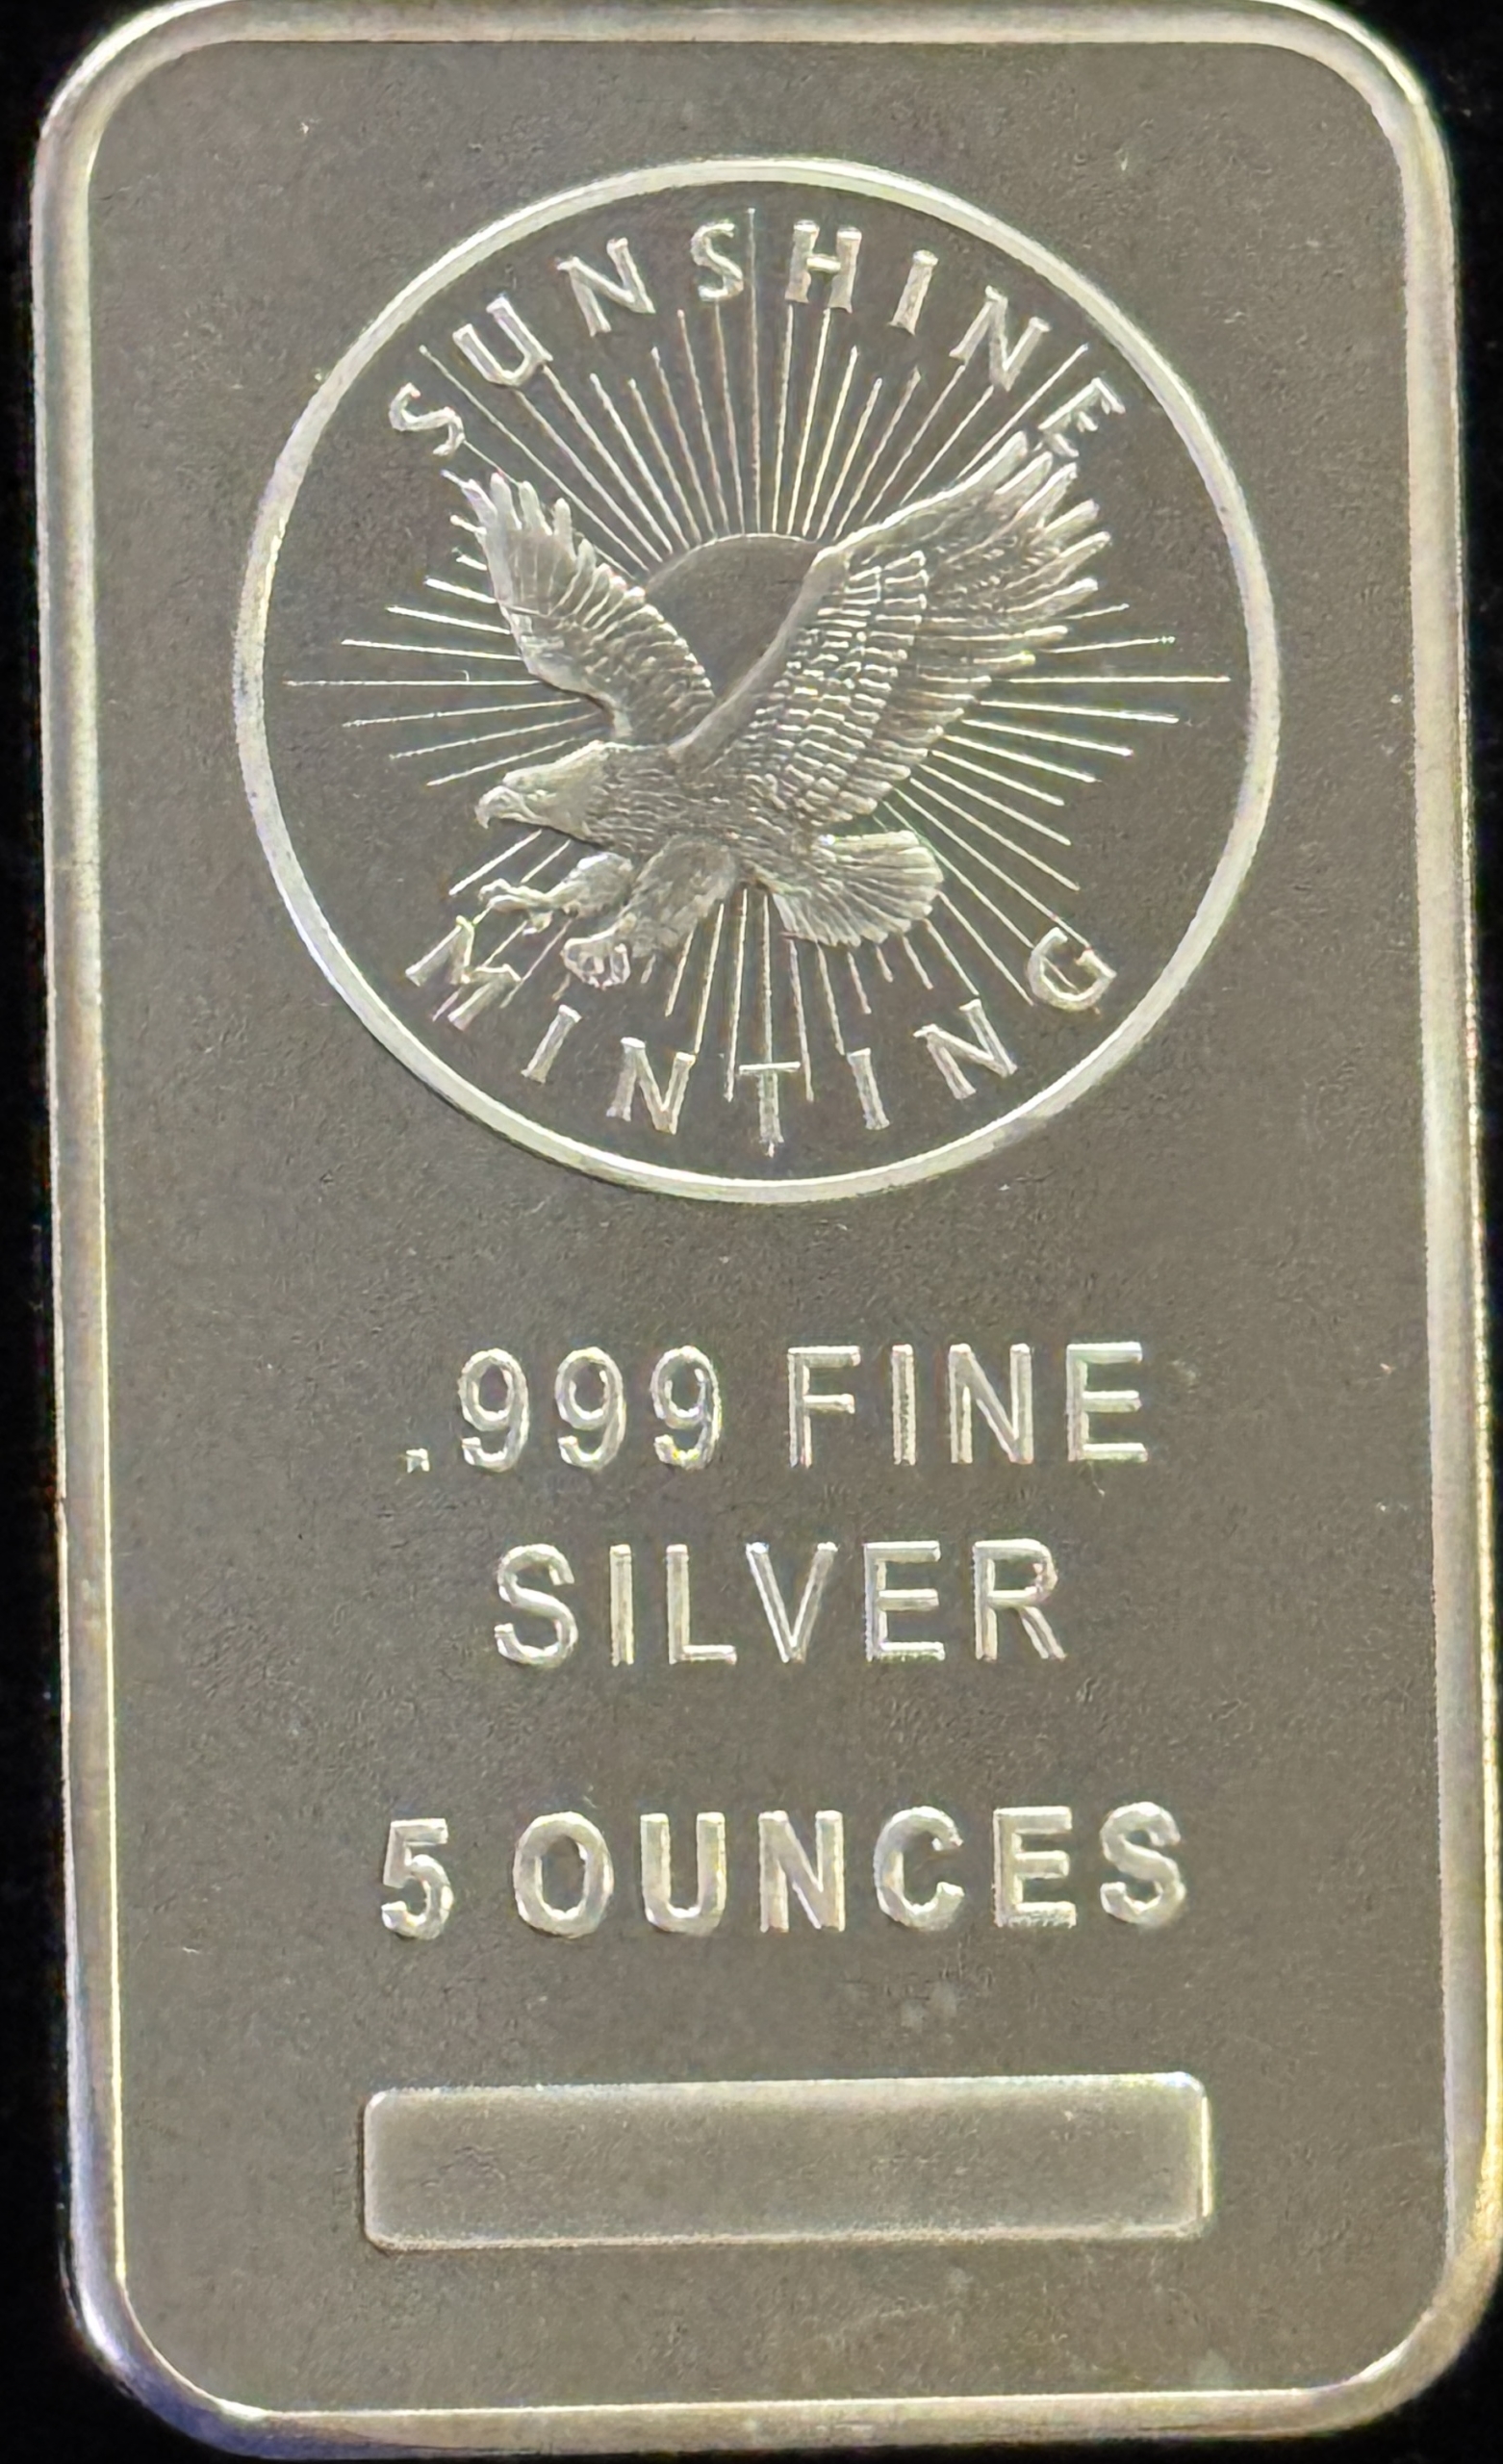 SUNSHINE
MINTING
.999 FINE
SILVER
5 OUNCES